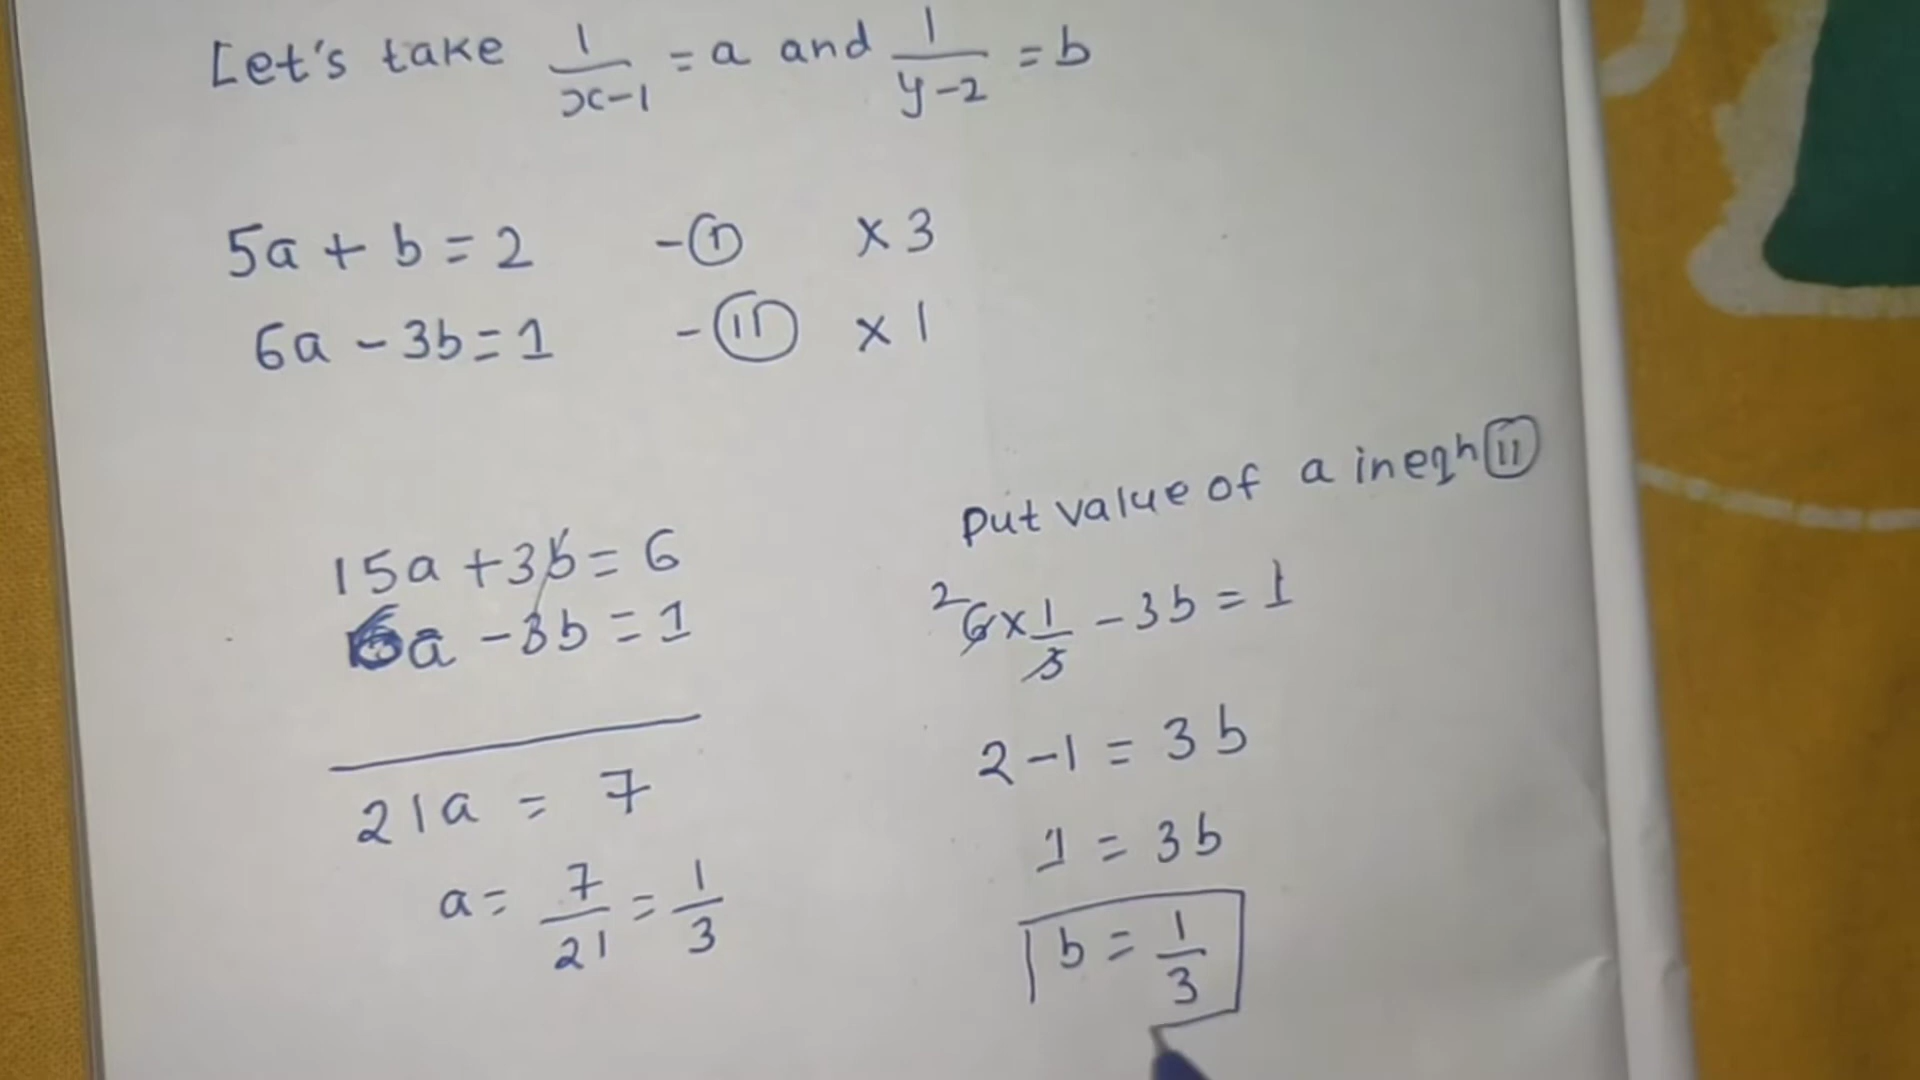 Let's take 1/x-1 = a and 1/y-2 = b
5a + b = 2 -(I) × 3
6a - 3b = 1 -(II) × 1
15a + 3b = 6
6a - 3b = 1
21a = 7
a = 7/21 = 1/3
Put value of a in eqn (II)
2 6 × 1/3 - 3b = 1
2 - 1 = 3b
1 = 3b
b = 1/3